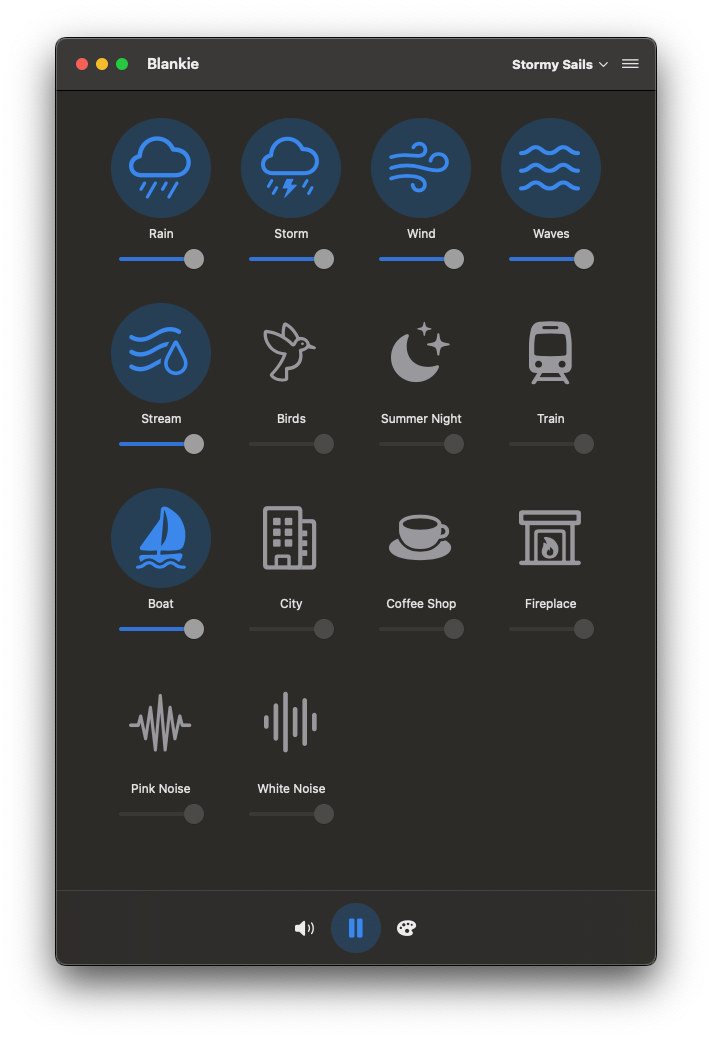 Blankie
Stormy Sails
Rain
Storm
Wind
Waves
Stream
Birds
Summer Night
Train
Boat
City
Coffee Shop
Fireplace
Pink Noise
White Noise